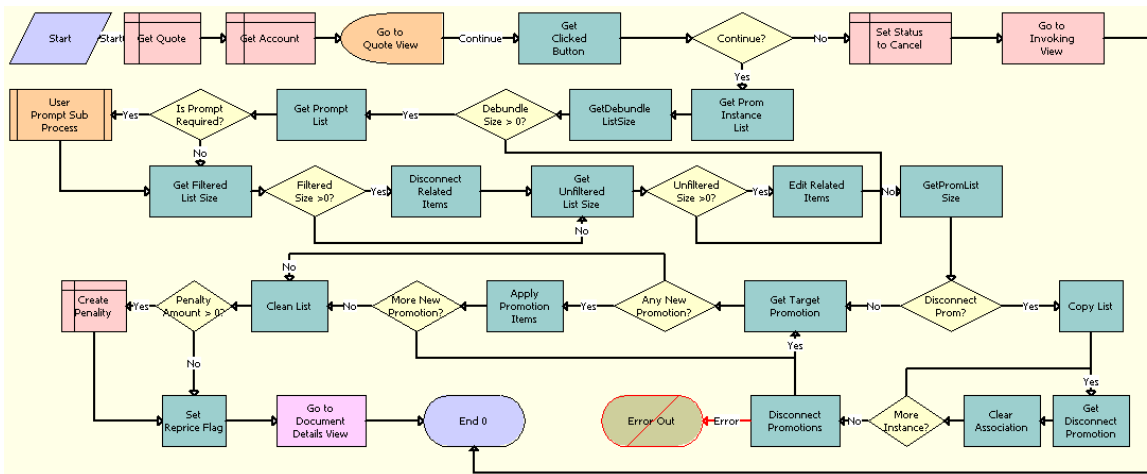 Start
Start
Get Quote
Get Account
Go to
Quote View
Continue
Get
Clicked
Button
Continue?
No
Set Status
to Cancel
Go to
Invoking
View
Yes
User
Prompt Sub
Process
Yes
Is Prompt
Required?
Get Prompt
List
Yes
Debundle
Size > 0?
GetDebundle
ListSize
Get Prom
Instance
List
No
Get Filtered
List Size
Filtered
Size >0?
Yes
Disconnect
Related
Items
Get
Unfiltered
List Size
Unfiltered
Size >0?
Yes
Edit Related
Items
No
GetPromList
Size
No
No
Create
Penality
Yes
Penalty
Amount > 0?
Clean List
No
More New
Promotion?
Apply
Promotion
Items
Yes
Any New
Promotion?
Get Target
Promotion
No
Disconnect
Prom?
Yes
Copy List
Yes
No
Yes
Set
Reprice Flag
Go to
Document
Details View
End 0
Error Out
Error
Disconnect
Promotions
No
More
Instance?
Clear
Association
Get
Disconnect
Promotion